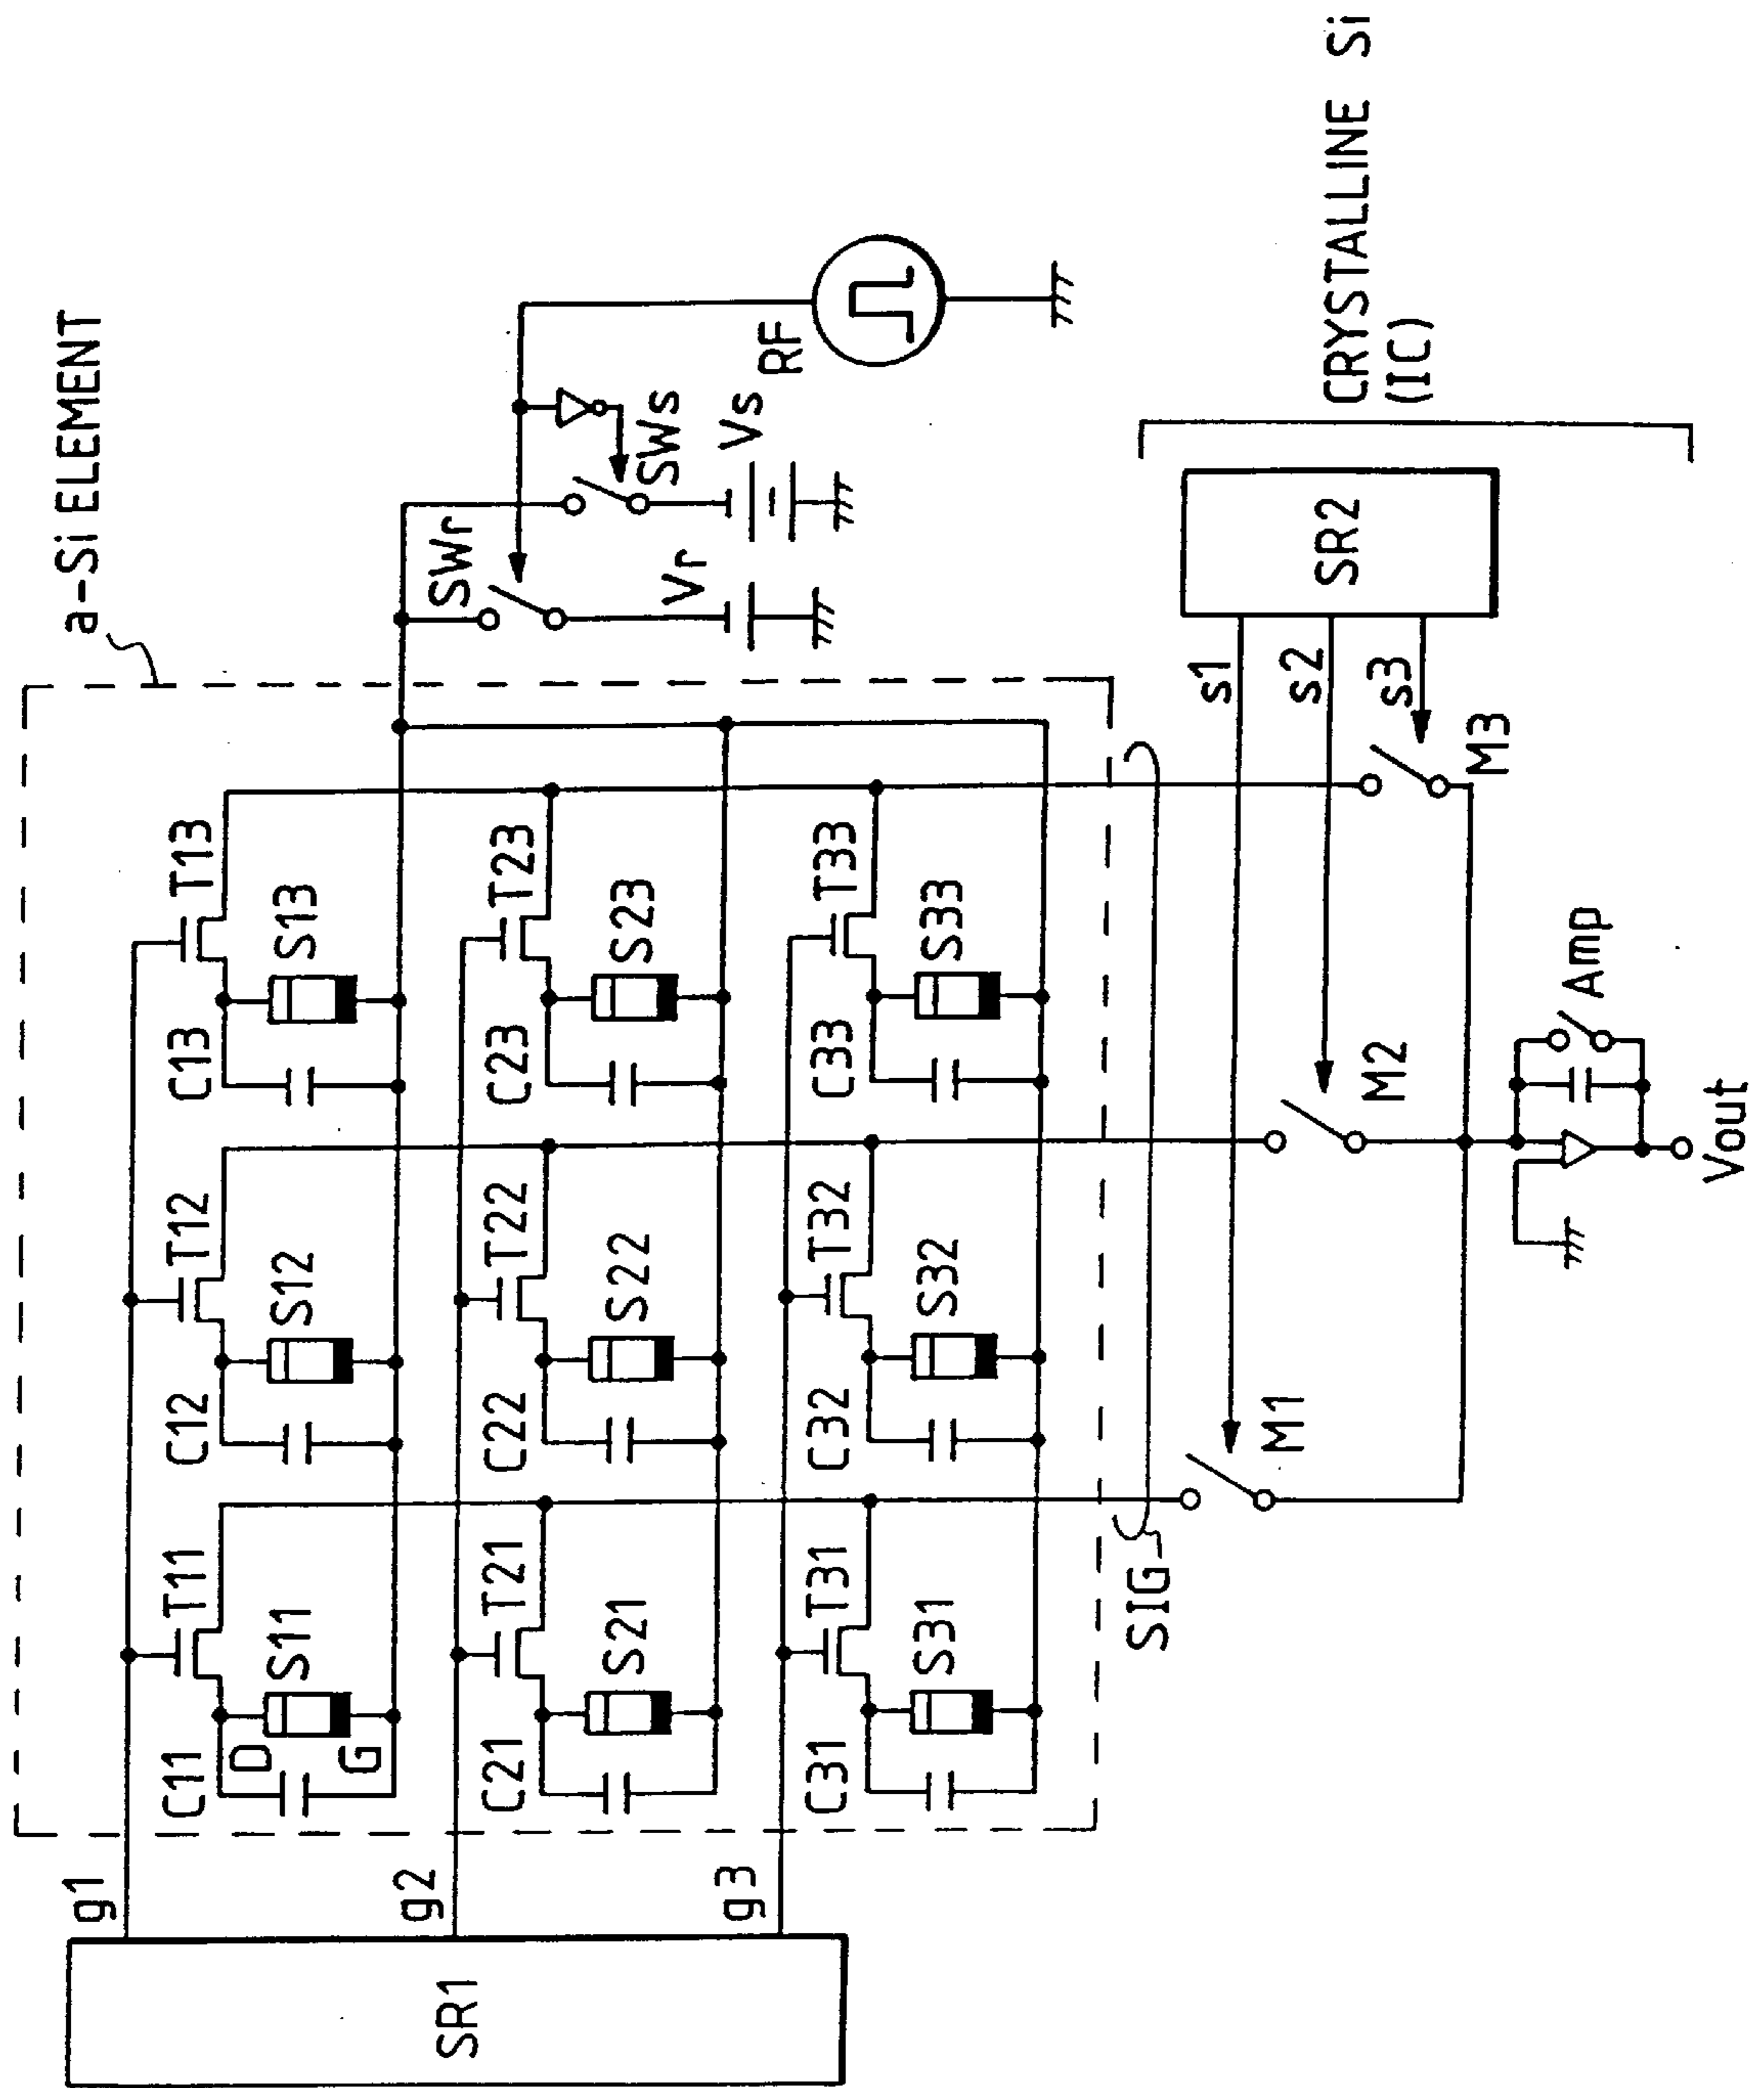 a-Si ELEMENT
g1
C11
T11
C12
T12
C13
T13
D
S11
G
S12
S13
SWr
SWs
Vr
Vs
RF
SR1
g2
C21
T21
C22
T22
C23
T23
S21
S22
S23
g3
C31
T31
C32
T32
C33
T33
S31
S32
S33
SIG
s1
s2
s3
SR2
CRYSTALLINE Si
(IC)
M1
M2
M3
Amp
Vout